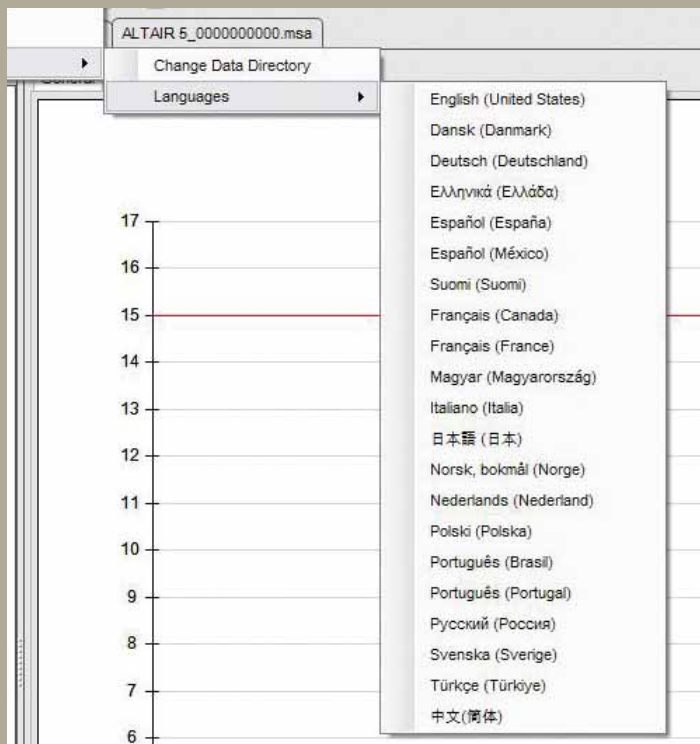 ALTAIR 5_0000000000.msa
Change Data Directory
Languages
English (United States)
Dansk (Danmark)
Deutsch (Deutschland)
Ελληνικά (Ελλάδα)
Español (España)
Español (México)
Suomi (Suomi)
Français (Canada)
Français (France)
Magyar (Magyarország)
Italiano (Italia)
日本語 (日本)
Norsk, bokmål (Norge)
Nederlands (Nederland)
Polski (Polska)
Português (Brasil)
Português (Portugal)
Русский (Россия)
Svenska (Sverige)
Türkçe (Türkiye)
中文(简体)
17
16
15
14
13
12
11
10
9
8
7
6